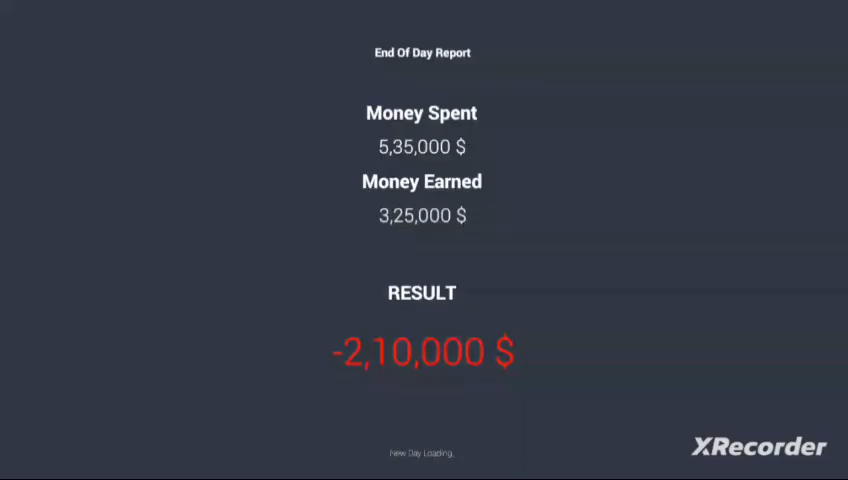 End Of Day Report
Money Spent
5,35,000 $
Money Earned
3,25,000 $
RESULT
-2,10,000 $
New Day Loading.
XRecorder